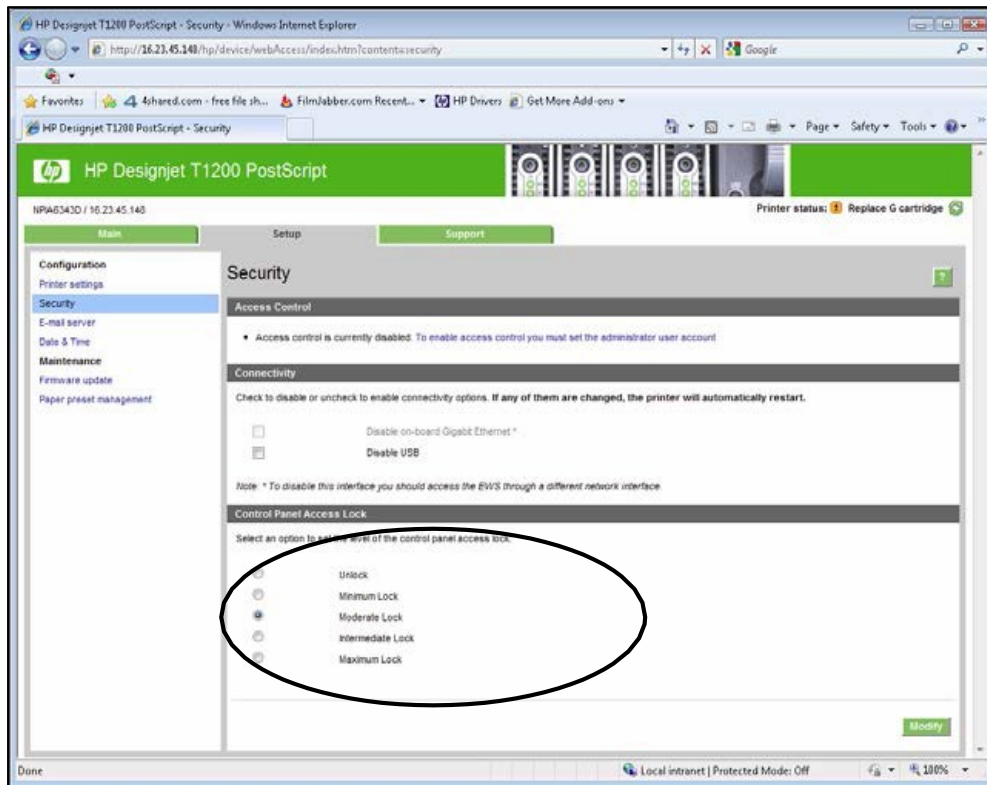 HP Designjet T1200 PostScript - Security - Windows Internet Explorer
http://16.23.45.148/hp/device/webAccess/index.htm?content=security
Google
Favorites 4shared.com - free file sh... FilmJabber.com Recent... HP Drivers Get More Add-ons
HP Designjet T1200 PostScript - Security
Page Safety Tools
hp HP Designjet T1200 PostScript
NPIA6343D / 16.23.45.148
Printer status: Replace G cartridge
Main Setup Support
Configuration
Printer settings
Security
E-mail server
Date & Time
Maintenance
Firmware update
Paper preset management
Security
?
Access Control
• Access control is currently disabled. To enable access control you must set the administrator user account
Connectivity
Check to disable or uncheck to enable connectivity options. If any of them are changed, the printer will automatically restart.
Disable on-board Gigabit Ethernet *
Disable USB
Note: * To disable this interface you should access the EWS through a different network interface
Control Panel Access Lock
Select an option to set the level of the control panel access lock.
Unlock
Minimum Lock
Moderate Lock
Intermediate Lock
Maximum Lock
Modify
Done
Local intranet | Protected Mode: Off
100%